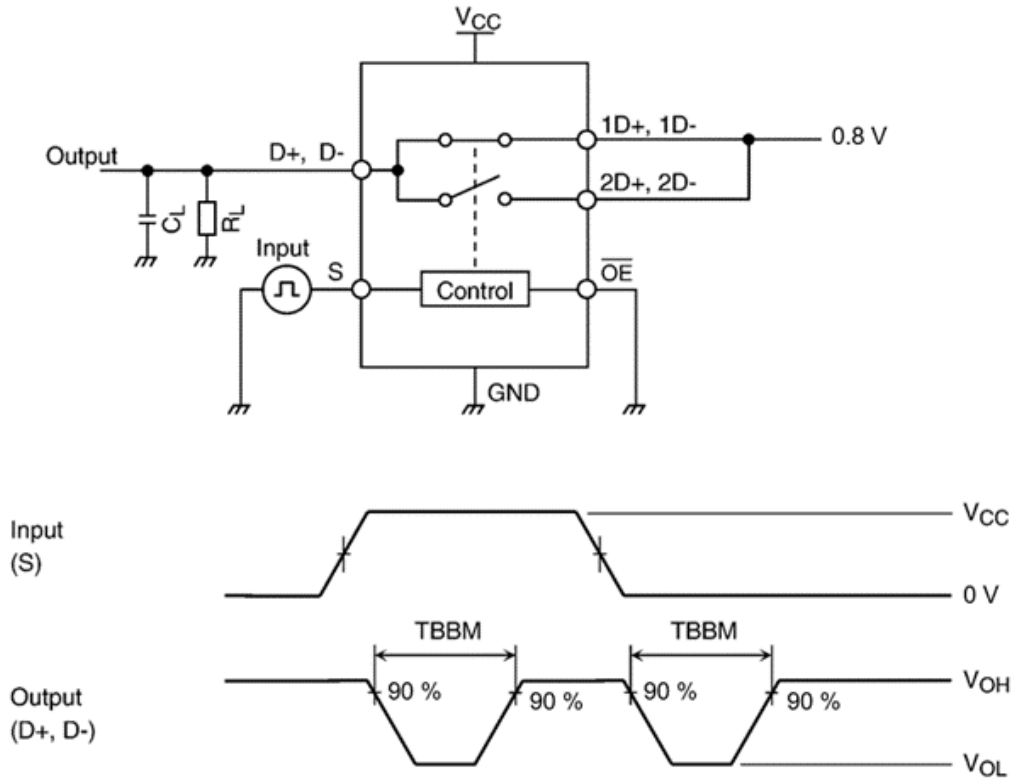 VCC
1D+, 1D-
0.8 V
Output
D+, D-
2D+, 2D-
CL
RL
Input
S
Control
OE
GND
Input
(S)
VCC
0 V
TBBM
TBBM
Output
(D+, D-)
90 %
90 %
90 %
90 %
VOH
VOL